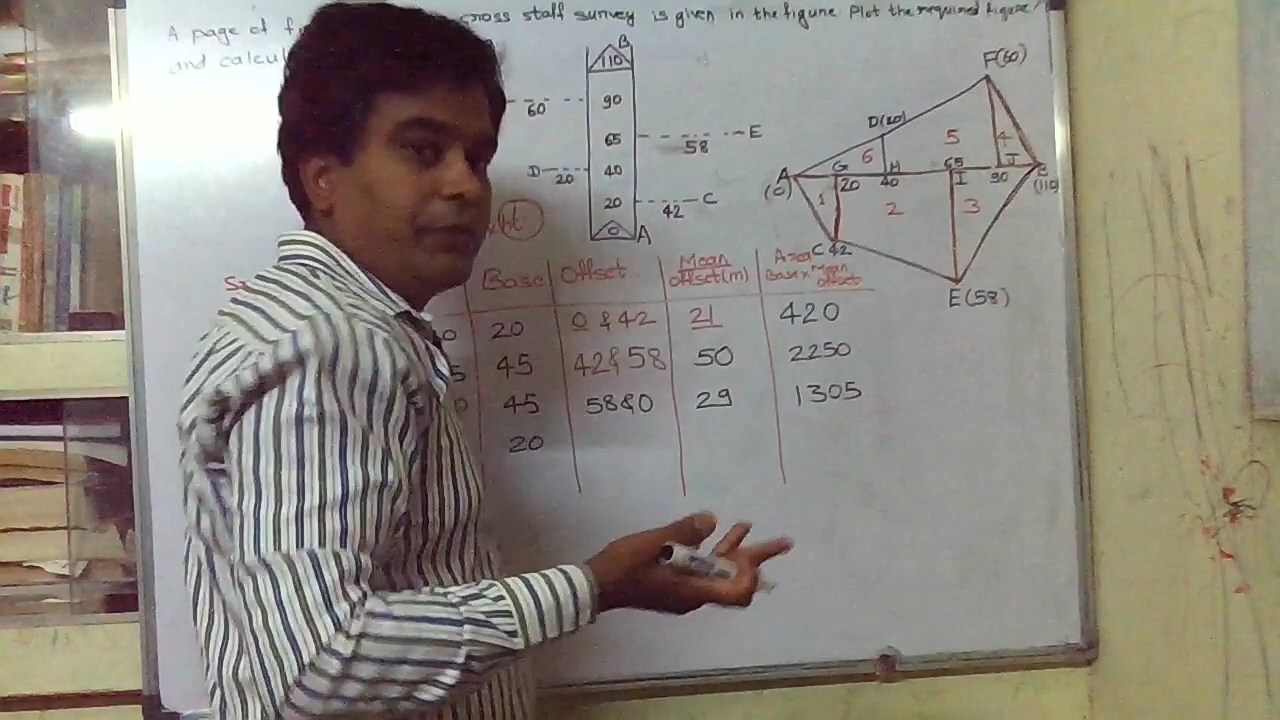 A page of cross staff survey is given in the figure. Plot the required figure
and
B
110
60 90
65 58 E
D 20 40
20 42 C
0 A
F(60)
D(20)
5
6 4
A G H 65 J B
(0) 20 40 I 90 (110)
1 2 3
C 42
E (58)
Base Offset Mean offset(m) Area Base x Mean offset
20 0 & 42 21 420
45 42 & 58 50 2250
45 58 & 0 29 1305
20